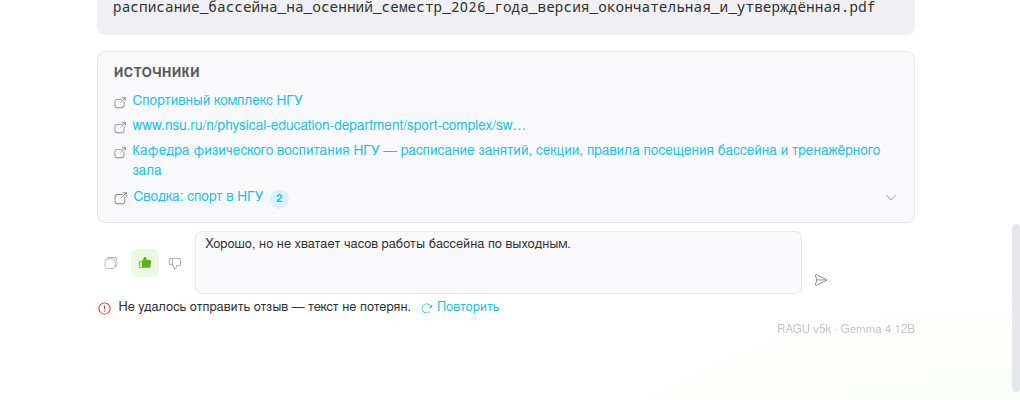 расписание_бассейна_на_осенний_семестр_2026_года_версия_окончательная_и_утверждённая.pdf
ИСТОЧНИКИ
Спортивный комплекс НГУ
www.nsu.ru/n/physical-education-department/sport-complex/sw…
Кафедра физического воспитания НГУ — расписание занятий, секции, правила посещения бассейна и тренажёрного
зала
Сводка: спорт в НГУ 2
Хорошо, но не хватает часов работы бассейна по выходным.
Не удалось отправить отзыв — текст не потерян. Повторить
RAGU v5k · Gemma 4 12B